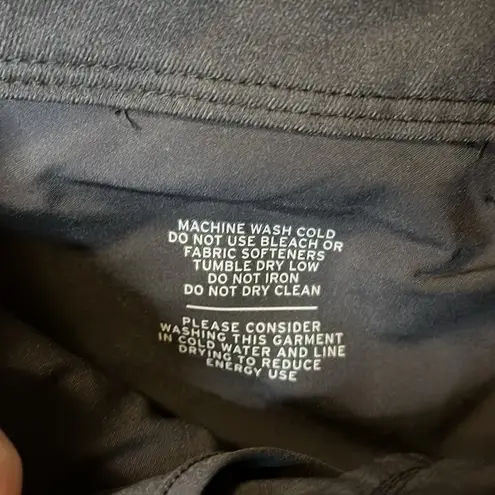 MACHINE WASH COLD
DO NOT USE BLEACH OR
FABRIC SOFTENERS
TUMBLE DRY LOW
DO NOT IRON
DO NOT DRY CLEAN
PLEASE CONSIDER
WASHING THIS GARMENT
IN COLD WATER AND LINE
DRYING TO REDUCE
ENERGY USE